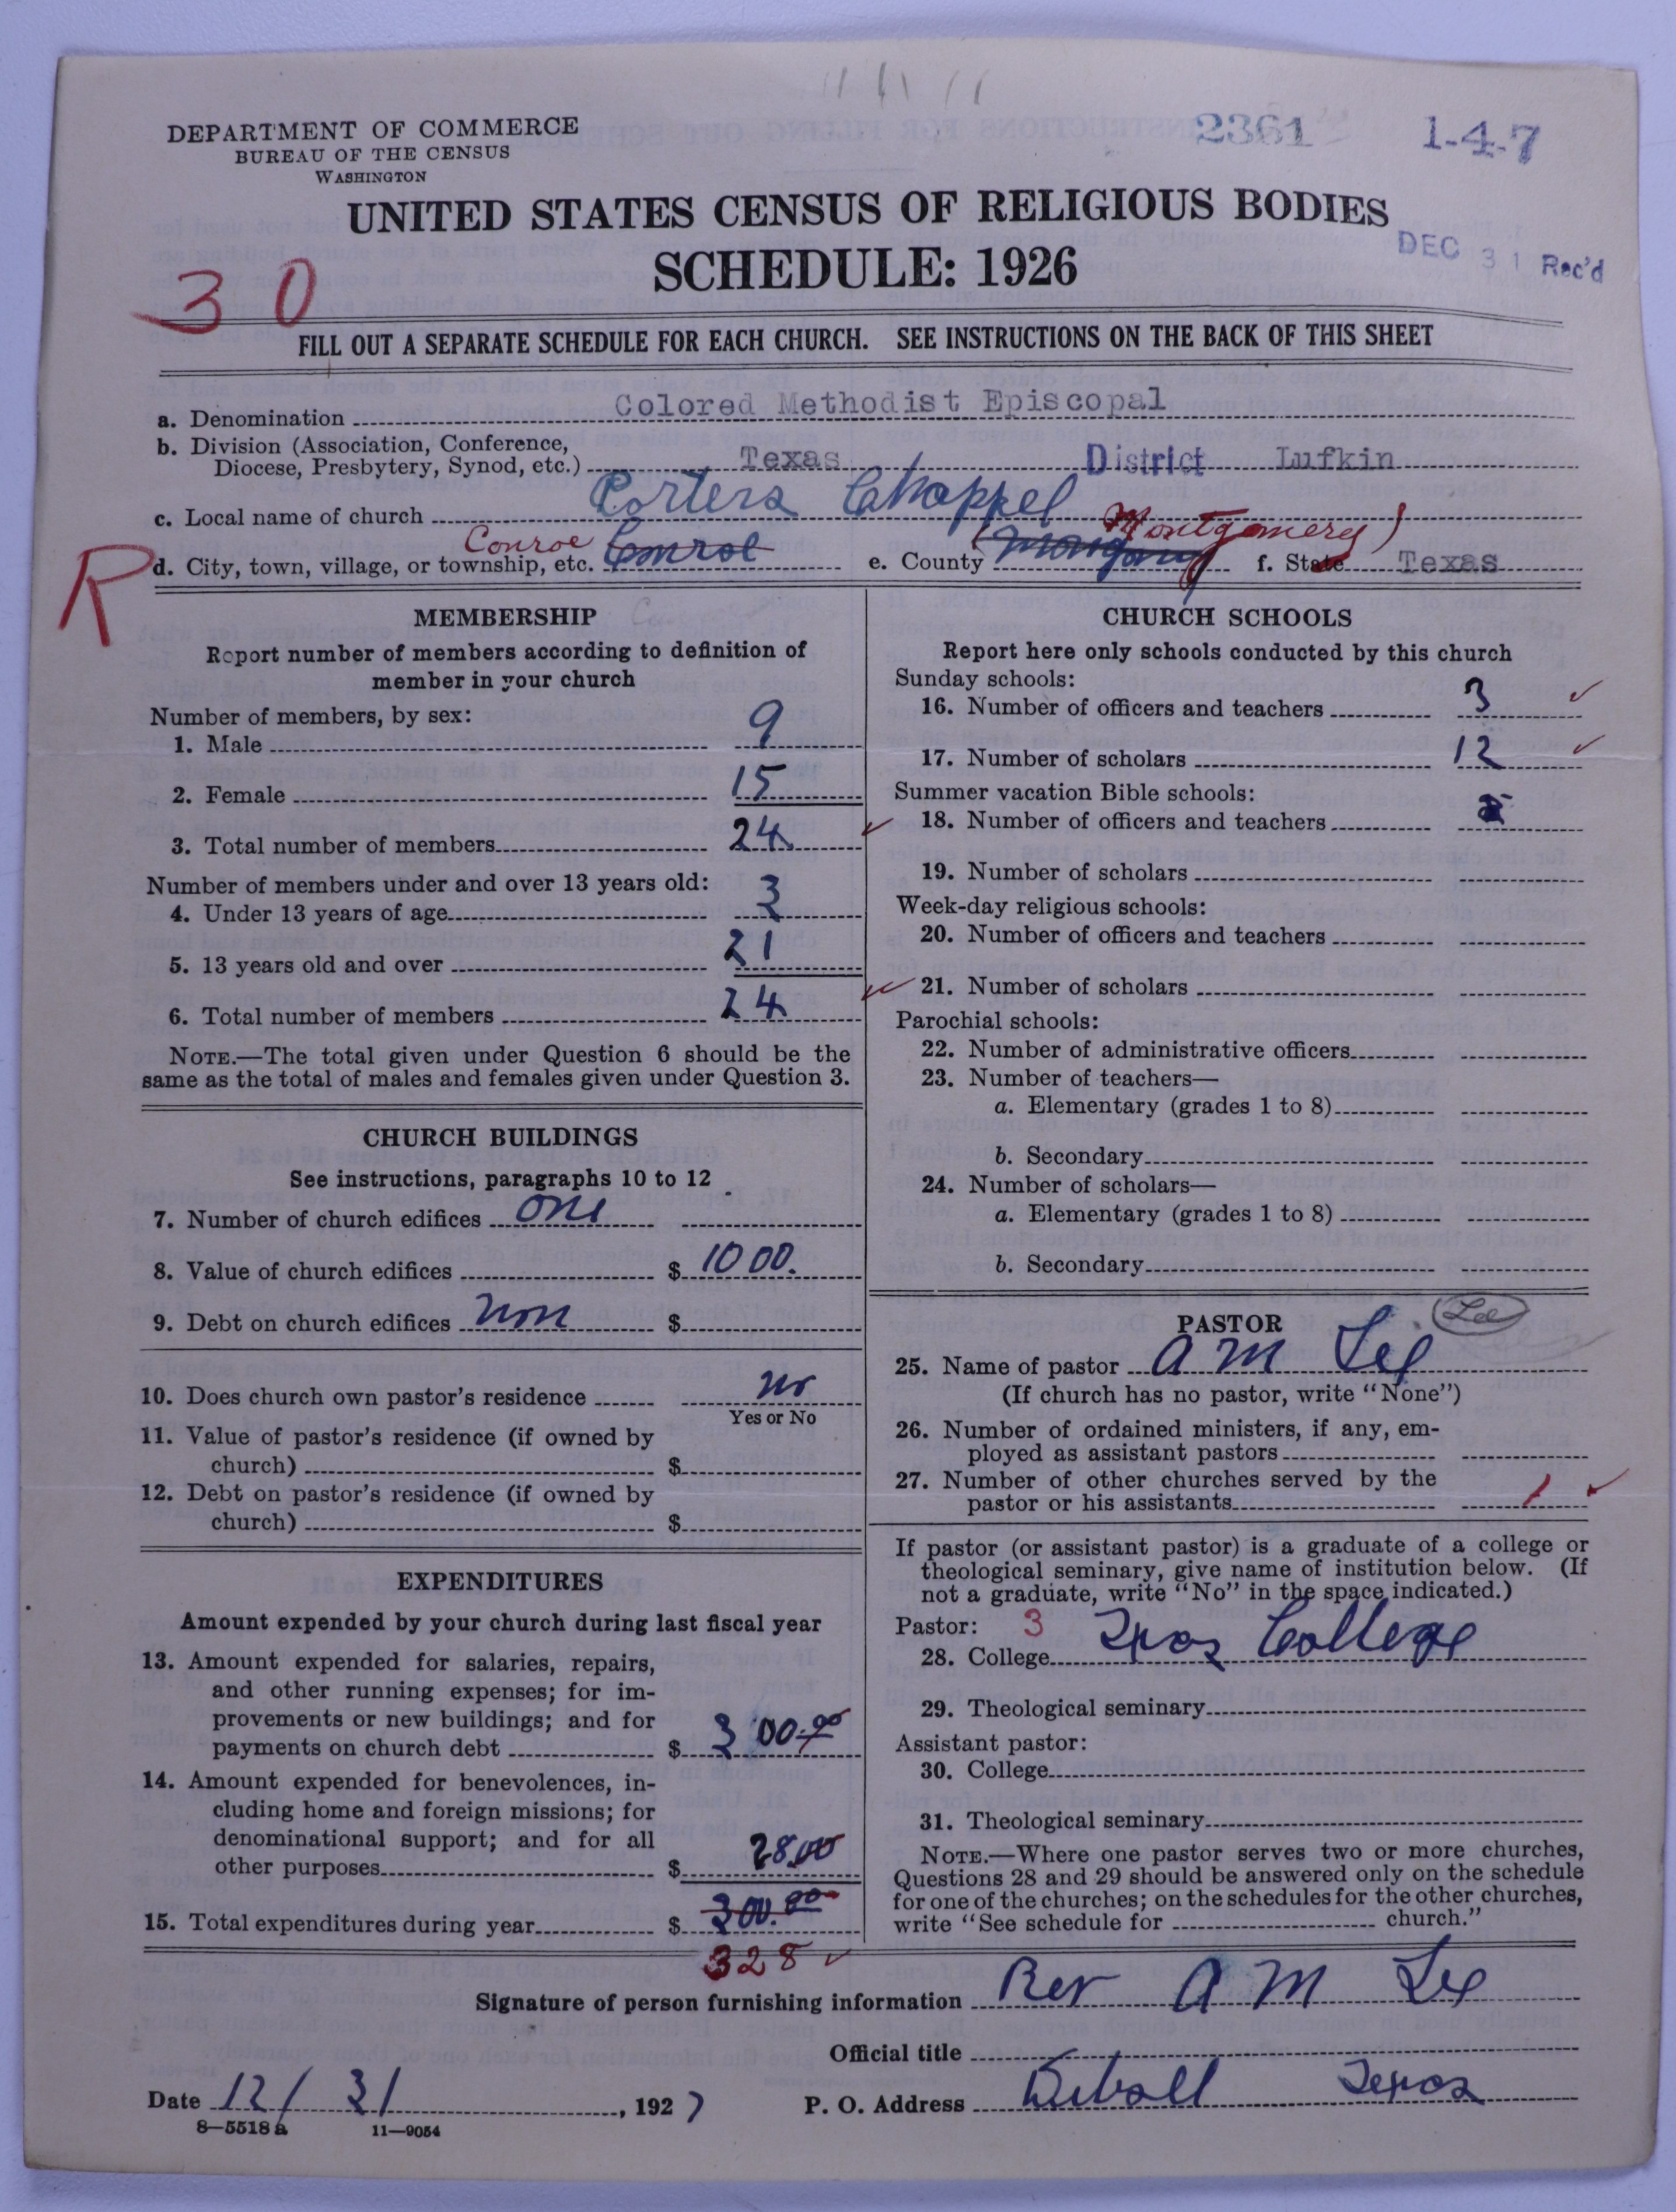 2361
1-4-7
DEPARTMENT OF COMMERCE
BUREAU OF THE CENSUS
WASHINGTON
UNITED STATES CENSUS OF RELIGIOUS BODIES
SCHEDULE: 1926
DEC 31 Rec'd
30
FILL OUT A SEPARATE SCHEDULE FOR EACH CHURCH. SEE INSTRUCTIONS ON THE BACK OF THIS SHEET
a. Denomination Colored Methodist Episcopal
b. Division (Association, Conference,
Diocese, Presbytery, Synod, etc.) Texas District Lufkin
c. Local name of church Porters Chappel
R
d. City, town, village, or township, etc. Conroe Conroe e. County Montgomery f. State Texas
MEMBERSHIP
Report number of members according to definition of
member in your church
Number of members, by sex:
1. Male 9
2. Female 15
3. Total number of members 24
Number of members under and over 13 years old:
4. Under 13 years of age 3
5. 13 years old and over 21
6. Total number of members 24
NOTE.—The total given under Question 6 should be the
same as the total of males and females given under Question 3.
CHURCH BUILDINGS
See instructions, paragraphs 10 to 12
7. Number of church edifices one
8. Value of church edifices $ 1000.
9. Debt on church edifices non $
10. Does church own pastor's residence no
Yes or No
11. Value of pastor's residence (if owned by
church) $
12. Debt on pastor's residence (if owned by
church) $
EXPENDITURES
Amount expended by your church during last fiscal year
13. Amount expended for salaries, repairs,
and other running expenses; for im-
provements or new buildings; and for
payments on church debt $ 300.00
14. Amount expended for benevolences, in-
cluding home and foreign missions; for
denominational support; and for all
other purposes $ 28.00
15. Total expenditures during year $ 300.00
328
CHURCH SCHOOLS
Report here only schools conducted by this church
Sunday schools:
16. Number of officers and teachers 3
17. Number of scholars 12
Summer vacation Bible schools:
18. Number of officers and teachers
19. Number of scholars
Week-day religious schools:
20. Number of officers and teachers
21. Number of scholars
Parochial schools:
22. Number of administrative officers
23. Number of teachers—
a. Elementary (grades 1 to 8)
b. Secondary
24. Number of scholars—
a. Elementary (grades 1 to 8)
b. Secondary
PASTOR Lee
25. Name of pastor A M Lee
(If church has no pastor, write "None")
26. Number of ordained ministers, if any, em-
ployed as assistant pastors
27. Number of other churches served by the
pastor or his assistants 1
If pastor (or assistant pastor) is a graduate of a college or
theological seminary, give name of institution below. (If
not a graduate, write "No" in the space indicated.)
Pastor: 3
28. College Texas College
29. Theological seminary
Assistant pastor:
30. College
31. Theological seminary
NOTE.—Where one pastor serves two or more churches,
Questions 28 and 29 should be answered only on the schedule
for one of the churches; on the schedules for the other churches,
write "See schedule for church."
Signature of person furnishing information Rev A M Lee
Official title
Date 12/31, 1927 P. O. Address Diboll Texas
8—5518 a 11—9054